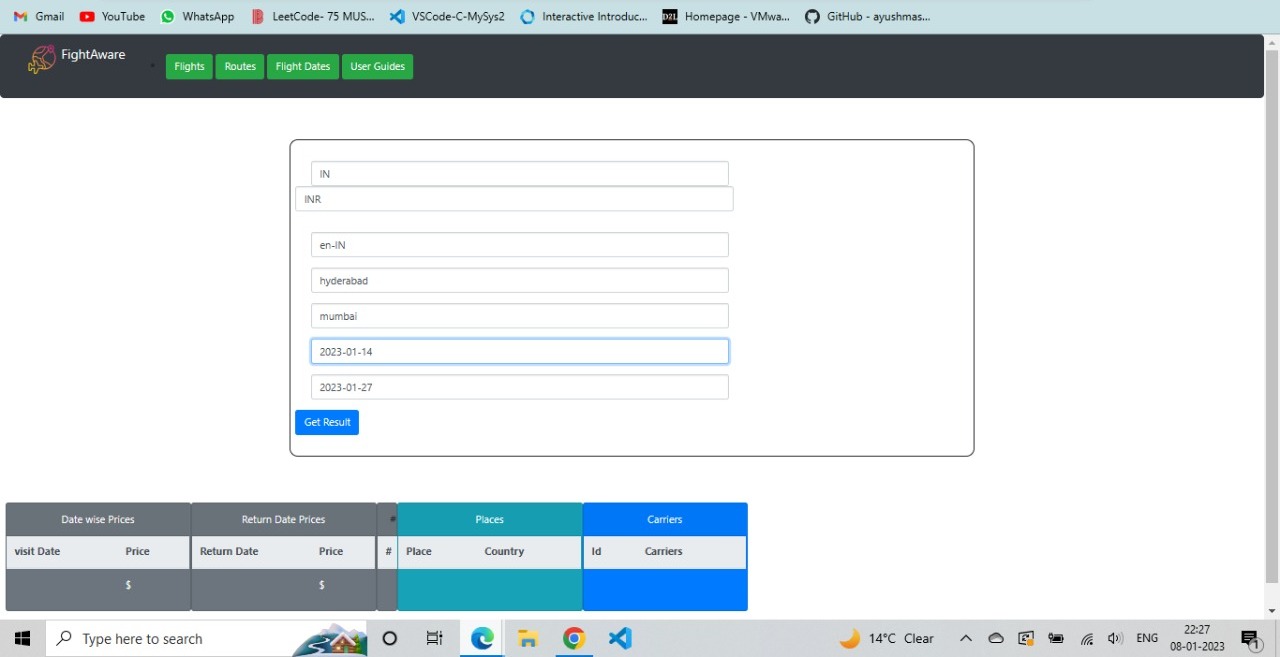 Gmail YouTube WhatsApp LeetCode- 75 MUS... VSCode-C-MySys2 Interactive Introduc... D2L Homepage - VMwa... GitHub - ayushmas...
FightAware Flights Routes Flight Dates User Guides
IN
INR
en-IN
hyderabad
mumbai
2023-01-14
2023-01-27
Get Result
Date wise Prices Return Date Prices Places Carriers
visit Date Price Return Date Price # Place Country Id Carriers
$ $
Type here to search 14°C Clear ENG 22:27
08-01-2023 1